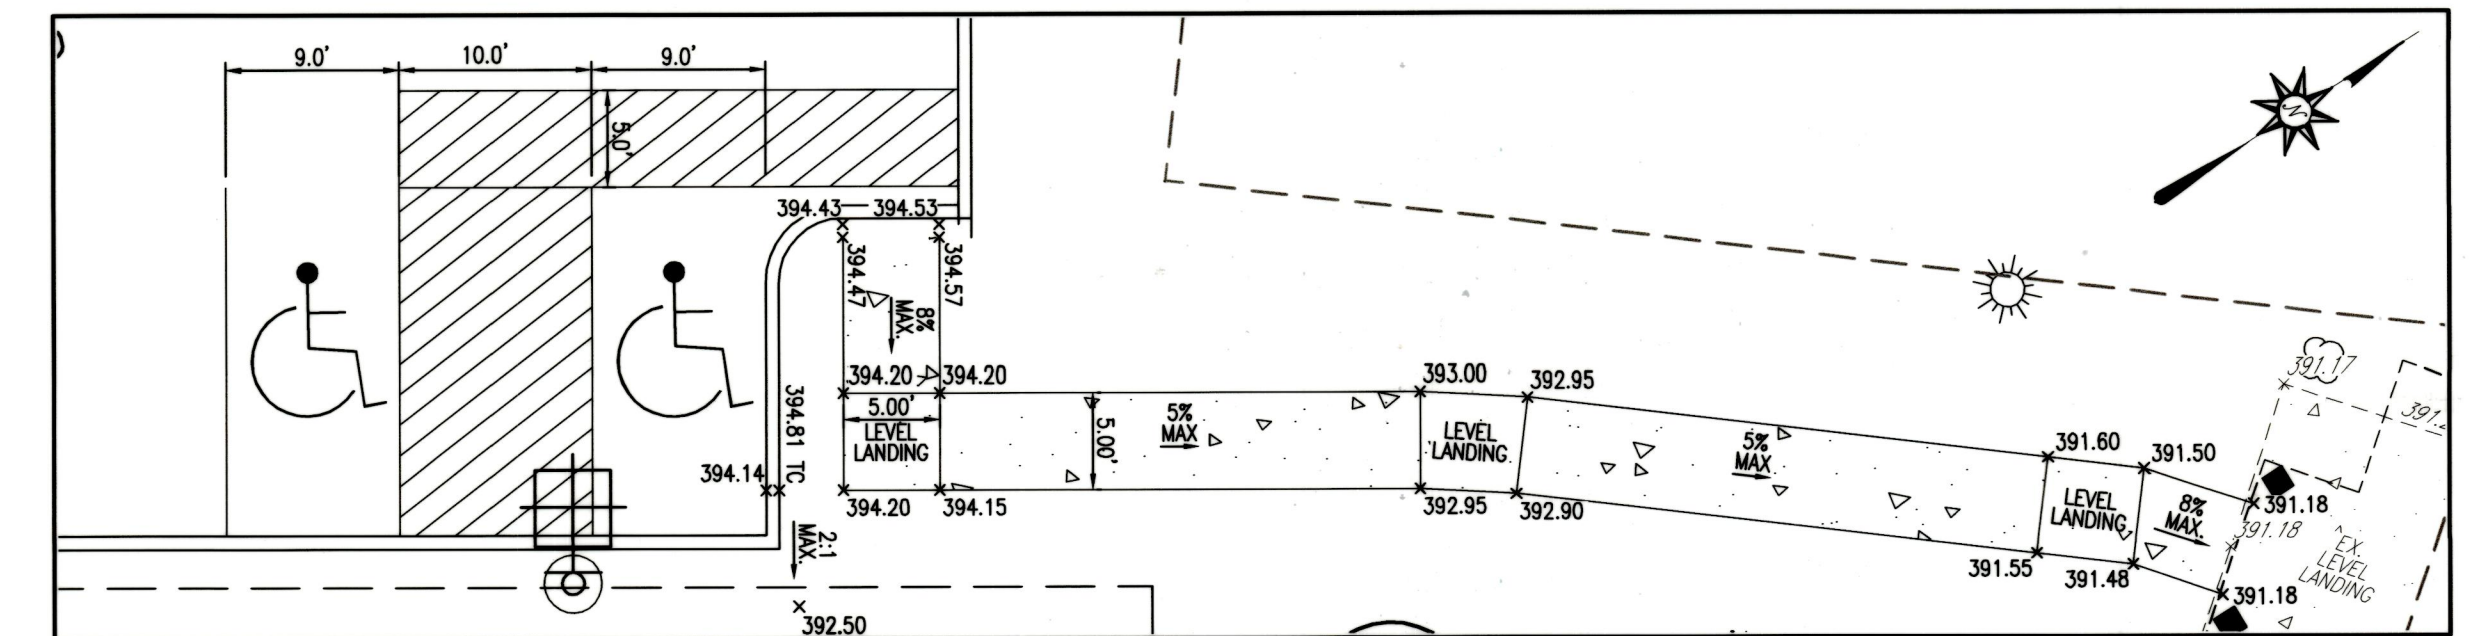 9.0'
10.0'
9.0'
5.0'
394.43
394.53
394.47
394.57
8%
MAX.
394.20
394.20
5.00'
LEVEL
LANDING
394.81 TC
394.14
394.20
394.15
2:1
MAX.
392.50
5%
MAX
5.00'
393.00
392.95
LEVEL
LANDING
392.95
392.90
5%
MAX
391.60
391.50
LEVEL
LANDING
391.55
391.48
8%
MAX.
391.17
391.18
391.18
391.18
EX.
LEVEL
LANDING
N